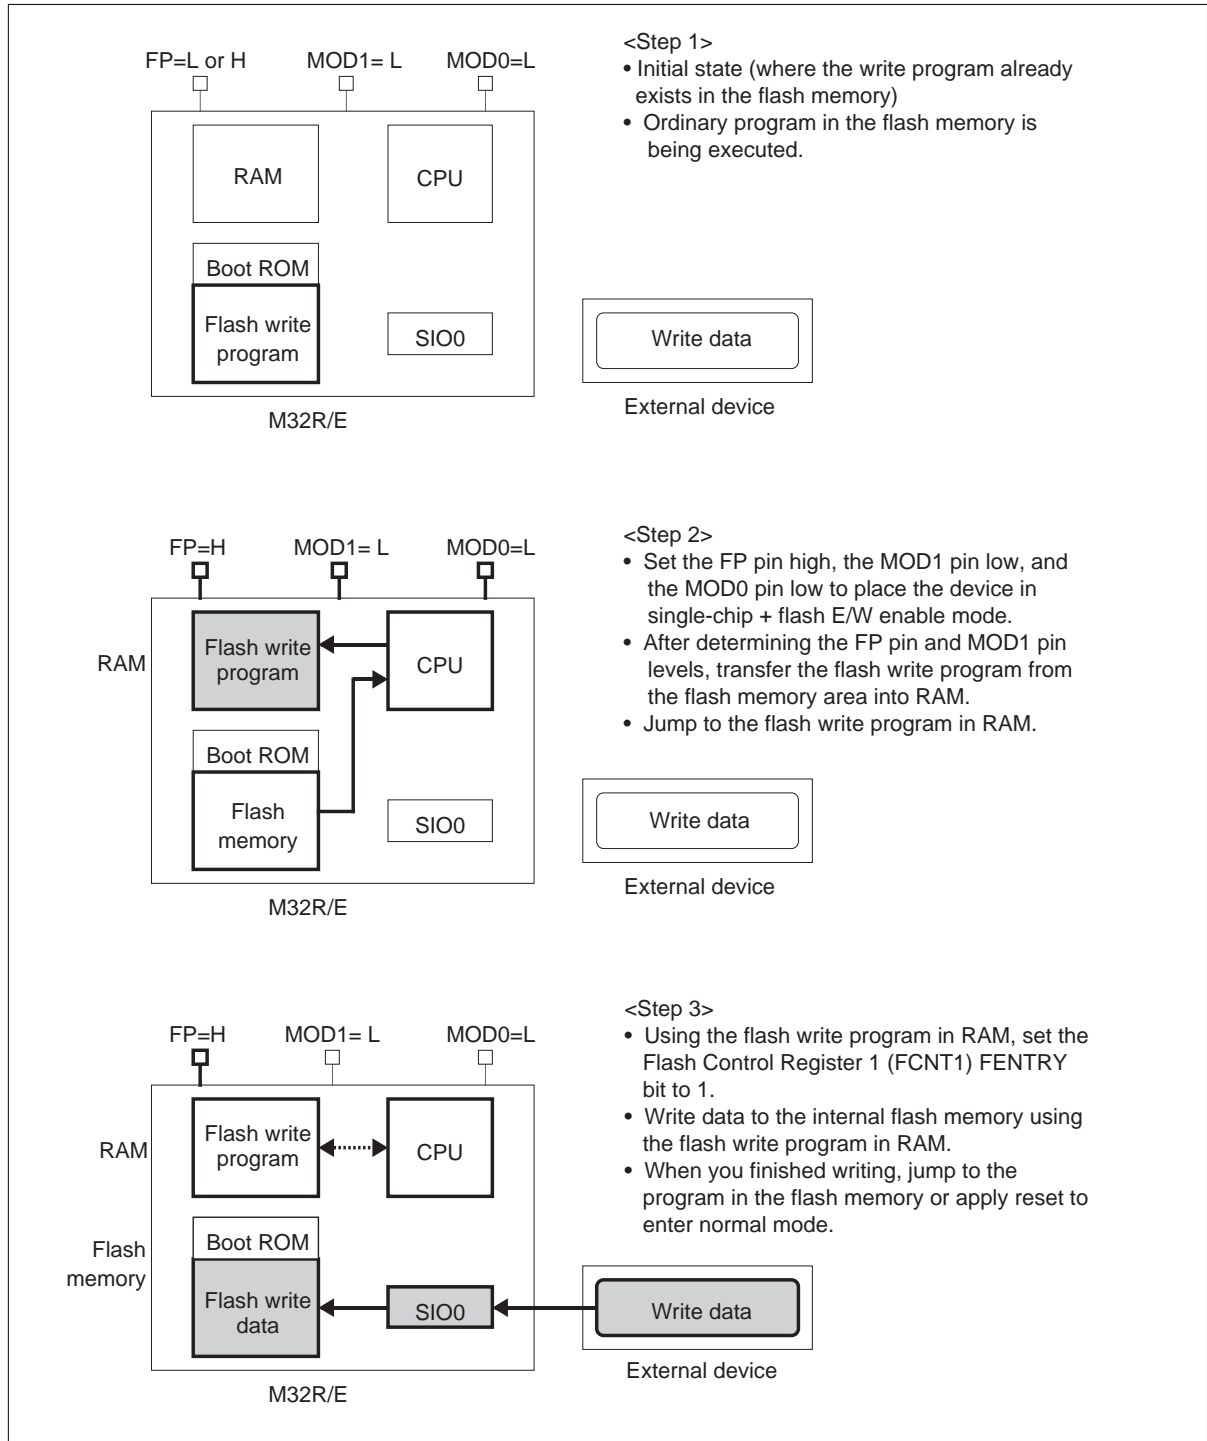 FP=L or H MOD1= L MOD0=L
RAM CPU
Boot ROM
Flash write
program
SIO0
M32R/E
Write data
External device
<Step 1>
• Initial state (where the write program already
exists in the flash memory)
• Ordinary program in the flash memory is
being executed.
FP=H MOD1= L MOD0=L
RAM
Flash write
program
CPU
Boot ROM
Flash
memory
SIO0
M32R/E
Write data
External device
<Step 2>
• Set the FP pin high, the MOD1 pin low, and
the MOD0 pin low to place the device in
single-chip + flash E/W enable mode.
• After determining the FP pin and MOD1 pin
levels, transfer the flash write program from
the flash memory area into RAM.
• Jump to the flash write program in RAM.
FP=H MOD1= L MOD0=L
RAM
Flash write
program
CPU
Flash
memory
Boot ROM
Flash write
data
SIO0
M32R/E
Write data
External device
<Step 3>
• Using the flash write program in RAM, set the
Flash Control Register 1 (FCNT1) FENTRY
bit to 1.
• Write data to the internal flash memory using
the flash write program in RAM.
• When you finished writing, jump to the
program in the flash memory or apply reset to
enter normal mode.